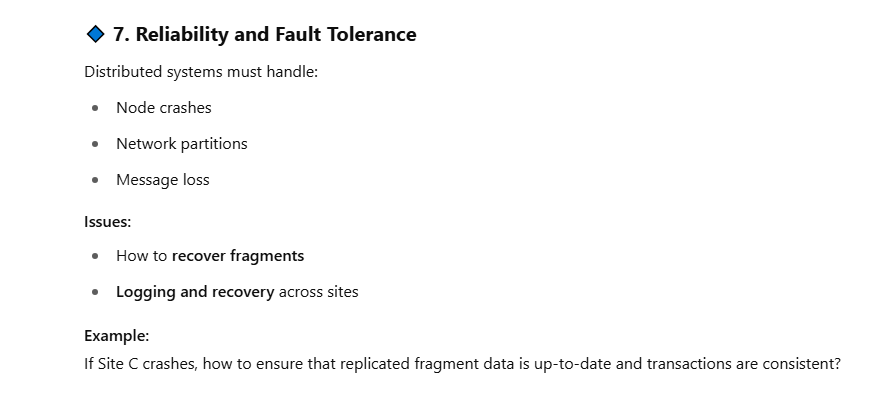 7. Reliability and Fault Tolerance
Distributed systems must handle:
Node crashes
Network partitions
Message loss
Issues:
How to recover fragments
Logging and recovery across sites
Example:
If Site C crashes, how to ensure that replicated fragment data is up-to-date and transactions are consistent?